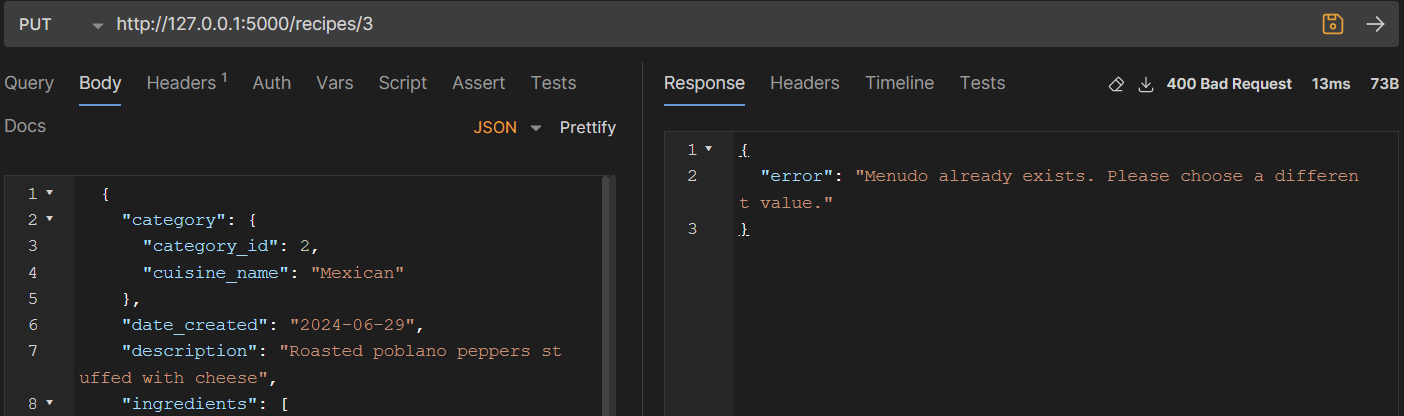 PUT http://127.0.0.1:5000/recipes/3
Query Body Headers 1 Auth Vars Script Assert Tests
Docs JSON Prettify
1 {
2 "category": {
3 "category_id": 2,
4 "cuisine_name": "Mexican"
5 },
6 "date_created": "2024-06-29",
7 "description": "Roasted poblano peppers st
uffed with cheese",
8 "ingredients": [
Response Headers Timeline Tests 400 Bad Request 13ms 73B
1 {
2 "error": "Menudo already exists. Please choose a differen
t value."
3 }